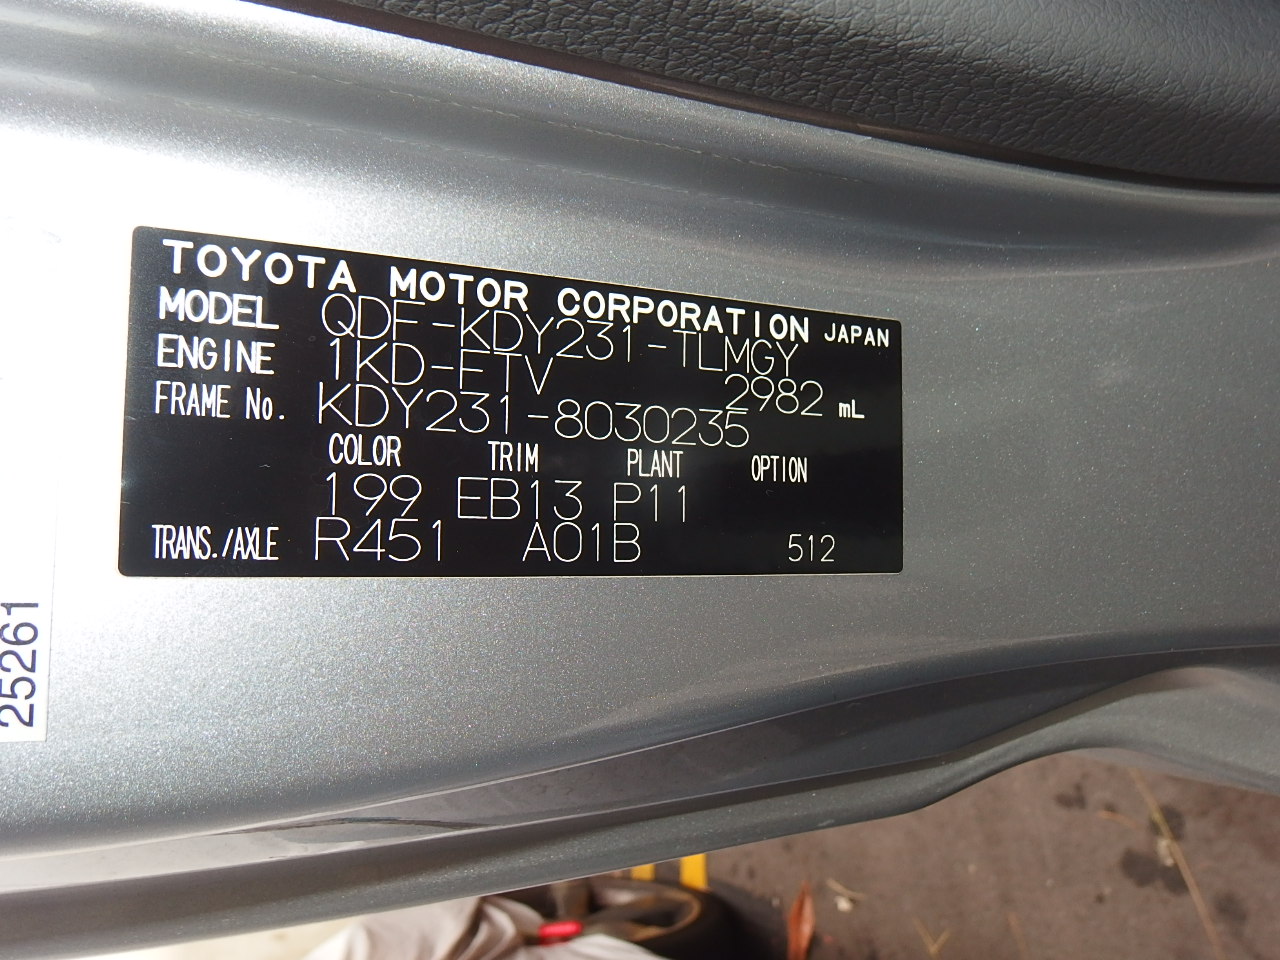 TOYOTA MOTOR CORPORATION JAPAN
MODEL QDF-KDY231-TLMGY
ENGINE 1KD-FTV 2982 mL
FRAME No. KDY231-8030235
COLOR TRIM PLANT OPTION
199 EB13 P11
TRANS./AXLE R451 A01B 512
25261